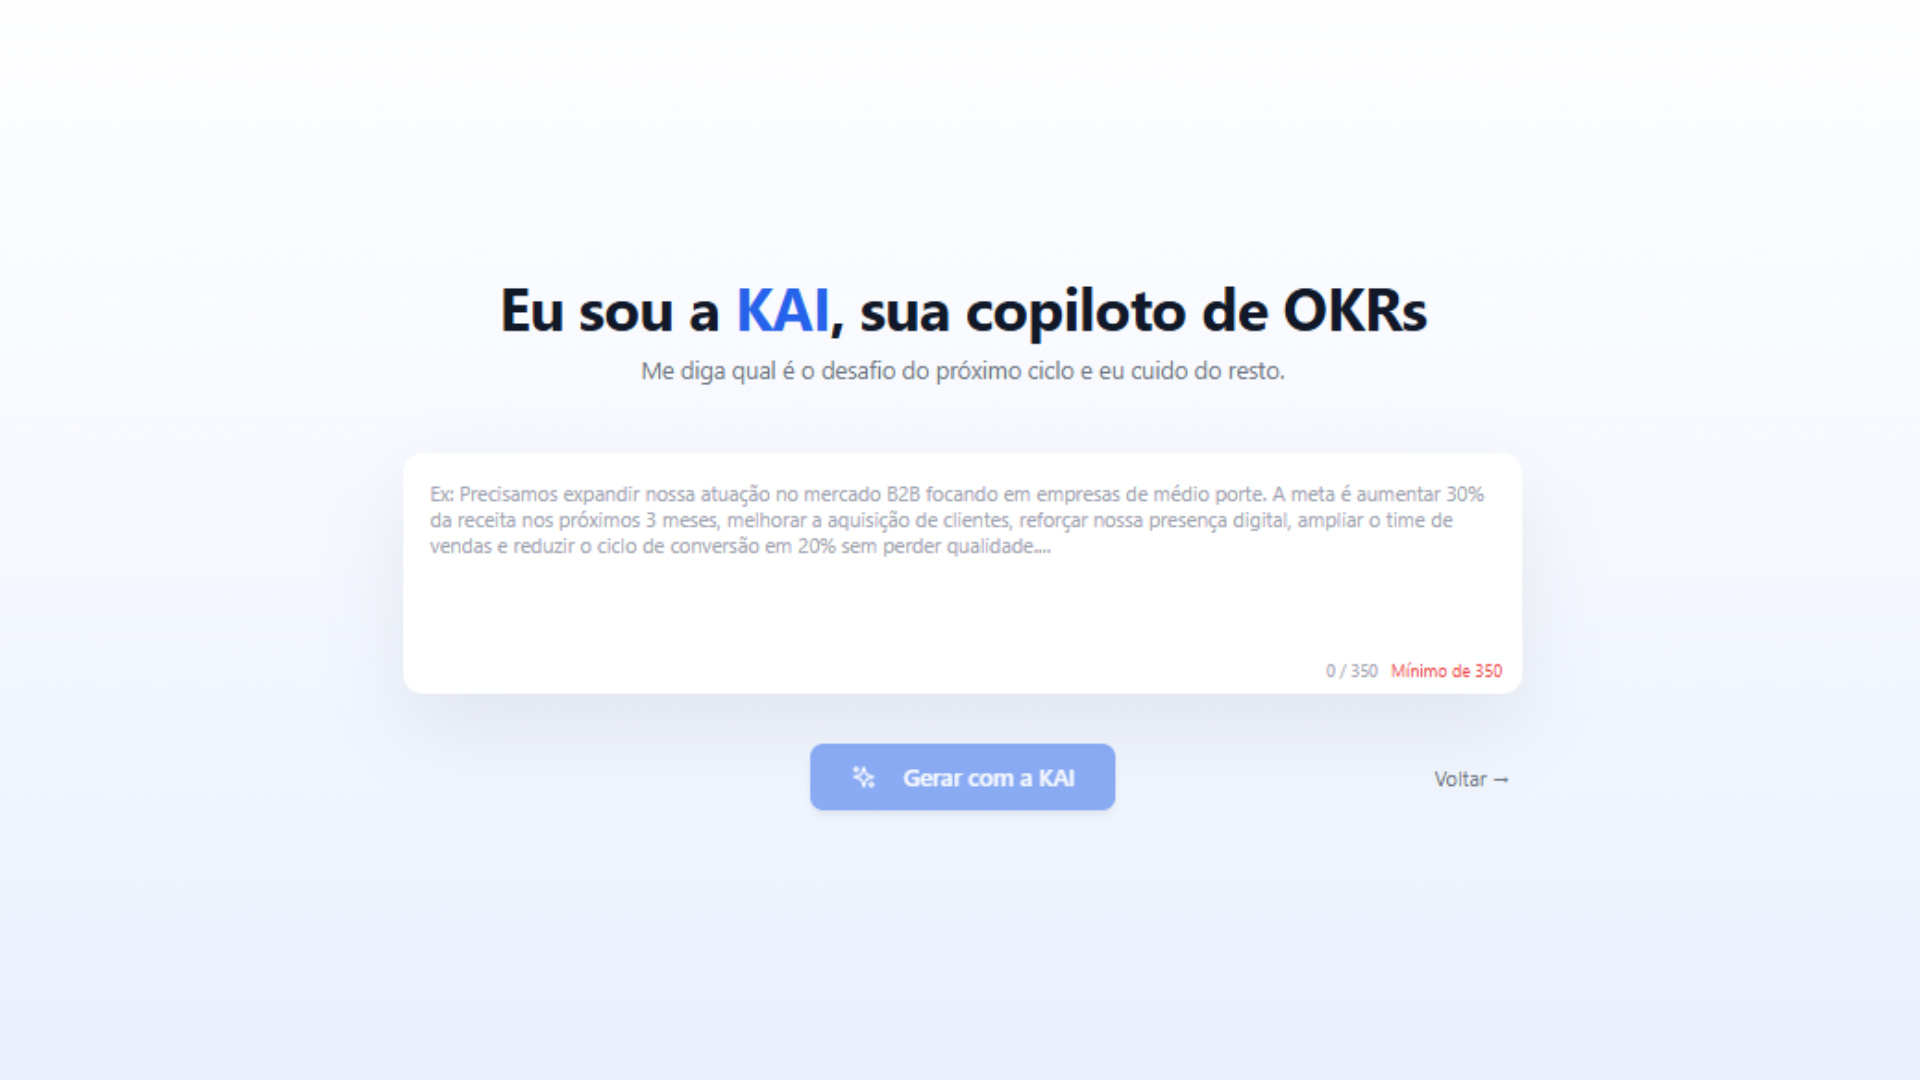 Eu sou a KAI, sua copiloto de OKRs
Me diga qual é o desafio do próximo ciclo e eu cuido do resto.
Ex: Precisamos expandir nossa atuação no mercado B2B focando em empresas de médio porte. A meta é aumentar 30%
da receita nos próximos 3 meses, melhorar a aquisição de clientes, reforçar nossa presença digital, ampliar o time de
vendas e reduzir o ciclo de conversão em 20% sem perder qualidade....
0 / 350 Mínimo de 350
Gerar com a KAI
Voltar →